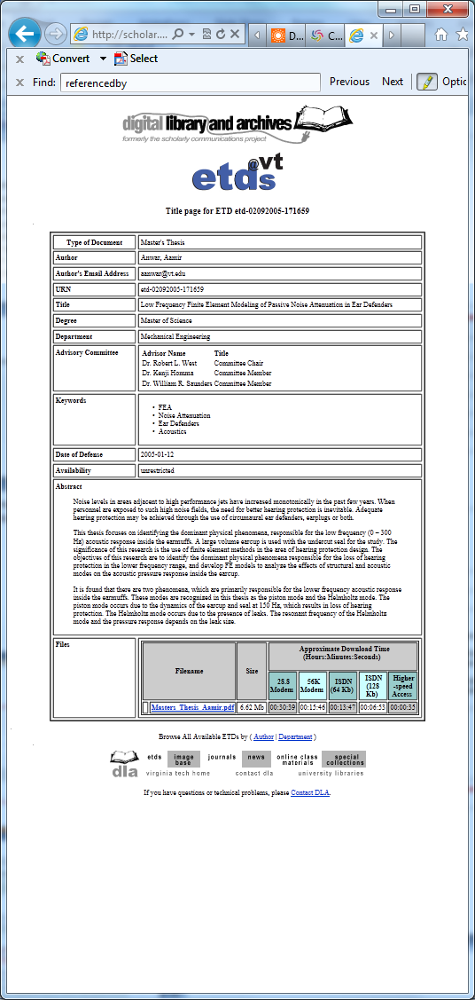 http://scholar....
D...
C...
Convert
Select
Find:
referencedby
Previous
Next
Optic
digital library and archives
formerly the scholarly communications project
etds@vt
Title page for ETD etd-02092005-171659
Type of Document
Master's Thesis
Author
Anwar, Aamir
Author's Email Address
aanwar@vt.edu
URN
etd-02092005-171659
Title
Low Frequency Finite Element Modeling of Passive Noise Attenuation in Ear Defenders
Degree
Master of Science
Department
Mechanical Engineering
Advisory Committee
Advisor Name Title
Dr. Robert L. West Committee Chair
Dr. Kenji Homma Committee Member
Dr. William R. Saunders Committee Member
Keywords
• FEA
• Noise Attenuation
• Ear Defenders
• Acoustics
Date of Defense
2005-01-12
Availability
unrestricted
Abstract
Noise levels in areas adjacent to high performance jets have increased monotonically in the past few years. When
personnel are exposed to such high noise fields, the need for better hearing protection is inevitable. Adequate
hearing protection may be achieved through the use of circumaural ear defenders, earplugs or both.
This thesis focuses on identifying the dominant physical phenomena, responsible for the low frequency (0 – 300
Hz) acoustic response inside the earmuffs. A large volume earcup is used with the undercut seal for the study. The
significance of this research is the use of finite element methods in the area of hearing protection design. The
objectives of this research are to identify the dominant physical phenomena responsible for the loss of hearing
protection in the lower frequency range, and develop FE models to analyze the effects of structural and acoustic
modes on the acoustic pressure response inside the earcup.
It is found that there are two phenomena, which are primarily responsible for the lower frequency acoustic response
inside the earmuffs. These modes are recognized in this thesis as the piston mode and the Helmholtz mode. The
piston mode occurs due to the dynamics of the earcup and seal at 150 Hz, which results in loss of hearing
protection. The Helmholtz mode occurs due to the presence of leaks. The resonant frequency of the Helmholtz
mode and the pressure response depends on the leak size.
Files
Filename
Size
Approximate Download Time
(Hours:Minutes:Seconds)
28.8 Modem
56K Modem
ISDN (64 Kb)
ISDN (128 Kb)
Higher-speed Access
Masters_Thesis_Aamir.pdf 6.62 Mb 00:30:39 00:15:46 00:13:47 00:06:53 00:00:35
Browse All Available ETDs by ( Author | Department )
dla
etds image base journals news online class materials special collections
virginia tech home contact dla university libraries
If you have questions or technical problems, please Contact DLA.